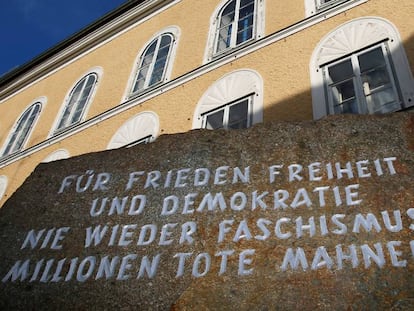 FÜR FRIEDEN FREIHEIT
UND DEMOKRATIE
NIE WIEDER FASCHISMUS
MILLIONEN TOTE MAHNEN